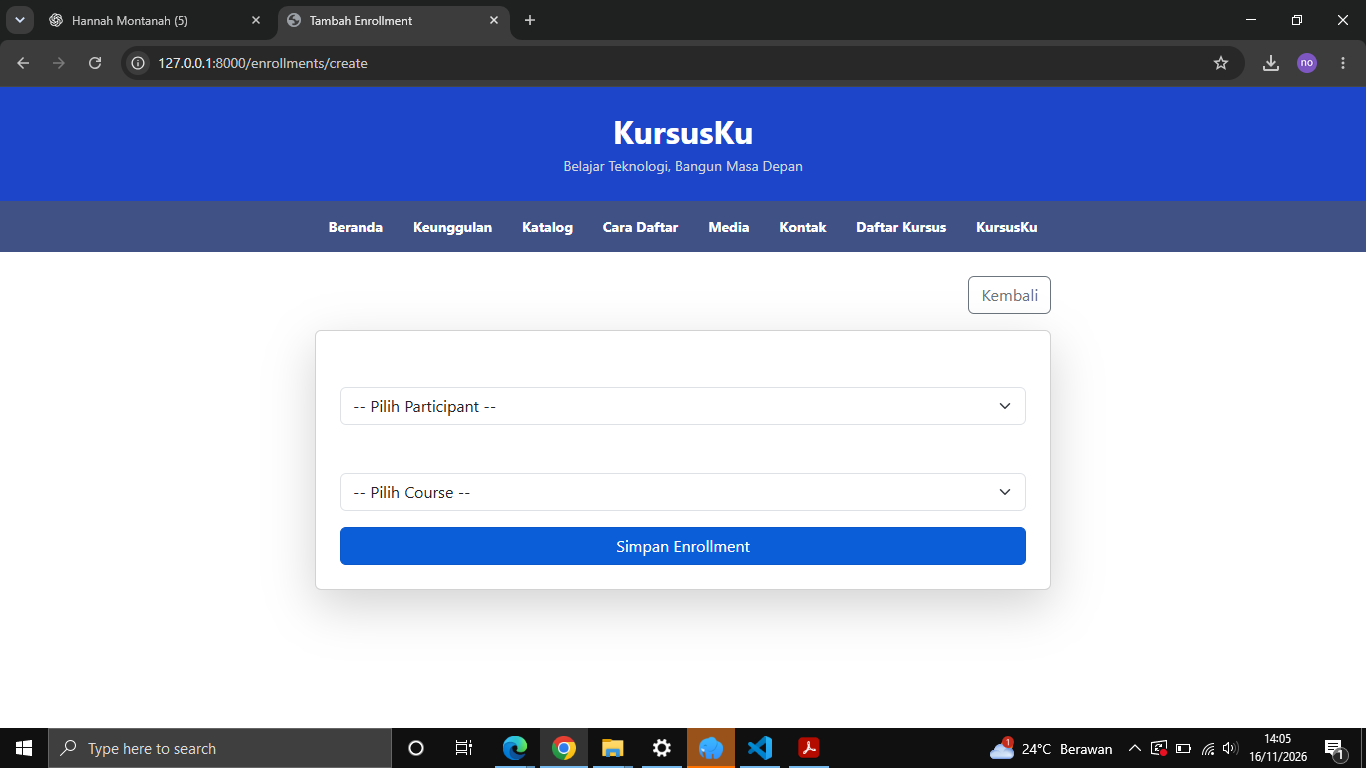 Hannah Montanah (5)
Tambah Enrollment
127.0.0.1:8000/enrollments/create
no
KursusKu
Belajar Teknologi, Bangun Masa Depan
Beranda Keunggulan Katalog Cara Daftar Media Kontak Daftar Kursus KursusKu
Kembali
-- Pilih Participant --
-- Pilih Course --
Simpan Enrollment
Type here to search
1
24°C Berawan
14:05
16/11/2026
1